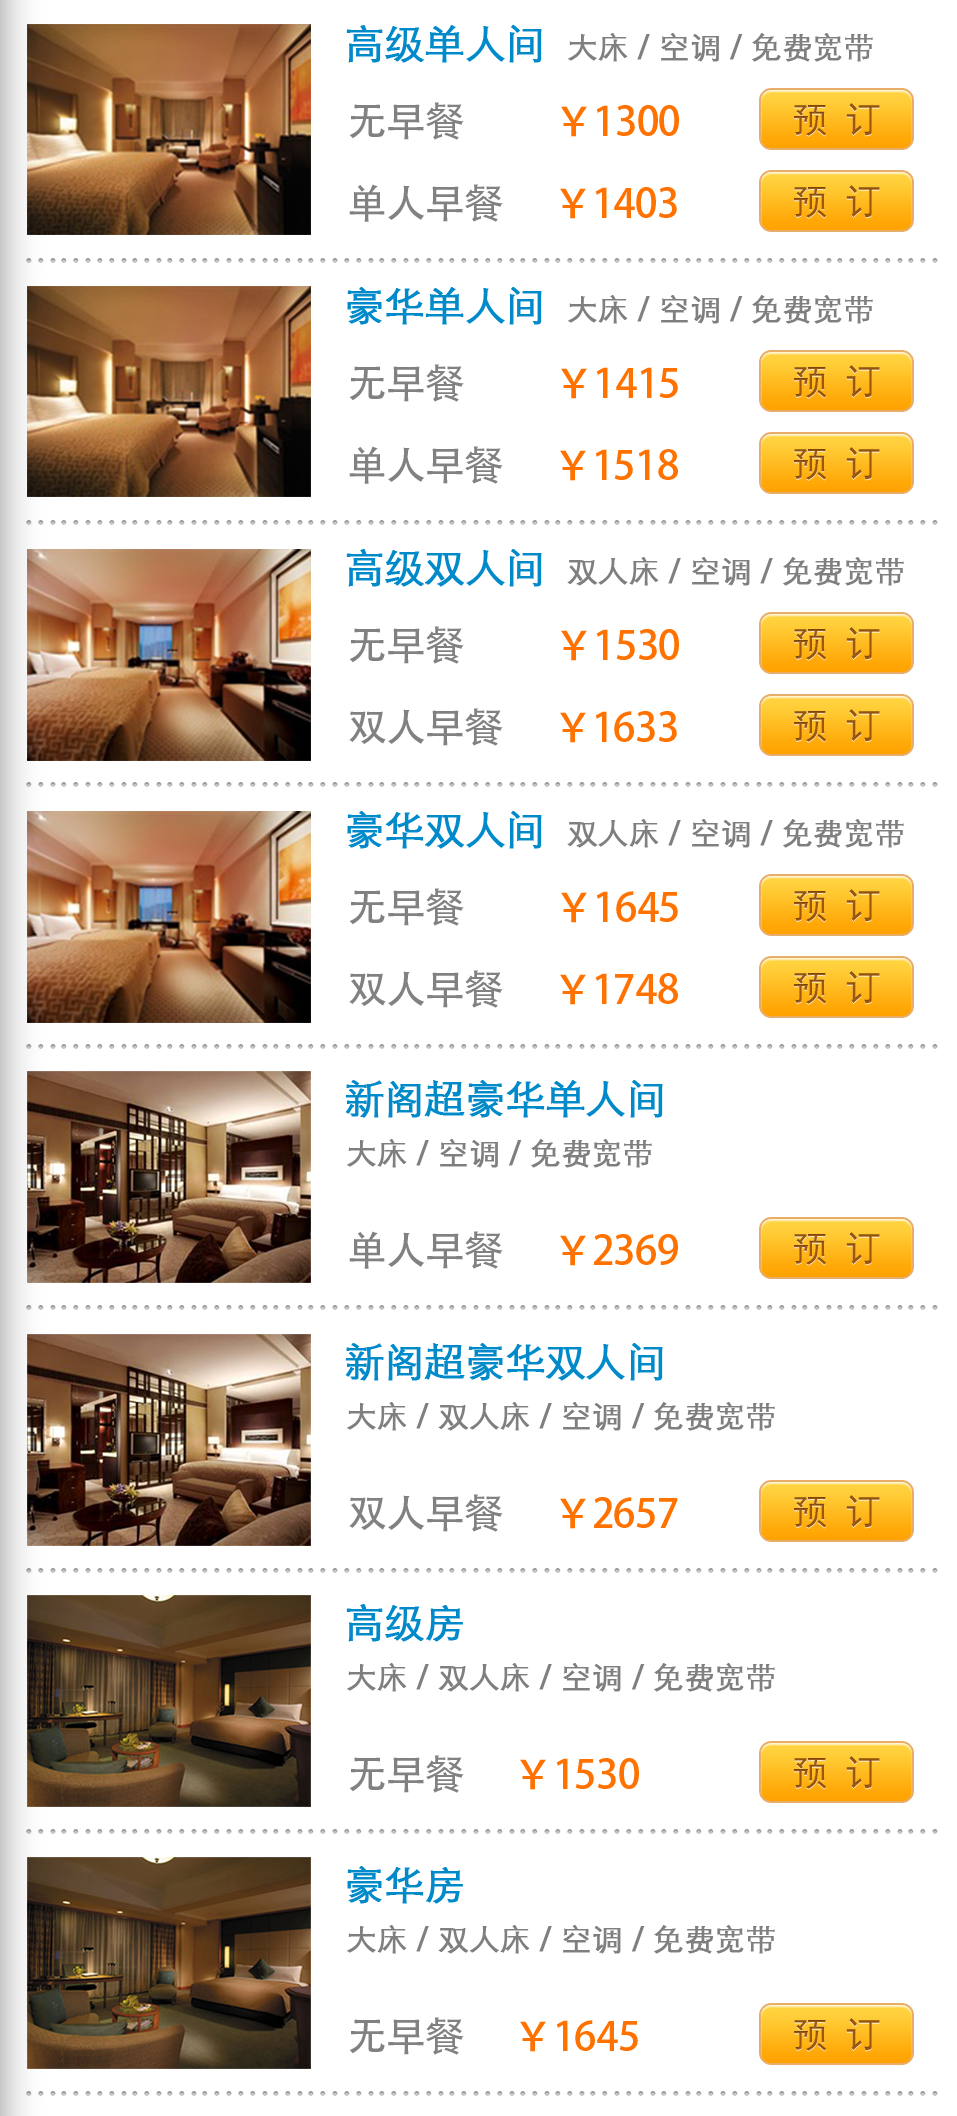 高级单人间 大床 / 空调 / 免费宽带
无早餐 ￥1300 预 订
单人早餐 ￥1403 预 订
豪华单人间 大床 / 空调 / 免费宽带
无早餐 ￥1415 预 订
单人早餐 ￥1518 预 订
高级双人间 双人床 / 空调 / 免费宽带
无早餐 ￥1530 预 订
双人早餐 ￥1633 预 订
豪华双人间 双人床 / 空调 / 免费宽带
无早餐 ￥1645 预 订
双人早餐 ￥1748 预 订
新阁超豪华单人间
大床 / 空调 / 免费宽带
单人早餐 ￥2369 预 订
新阁超豪华双人间
大床 / 双人床 / 空调 / 免费宽带
双人早餐 ￥2657 预 订
高级房
大床 / 双人床 / 空调 / 免费宽带
无早餐 ￥1530 预 订
豪华房
大床 / 双人床 / 空调 / 免费宽带
无早餐 ￥1645 预 订